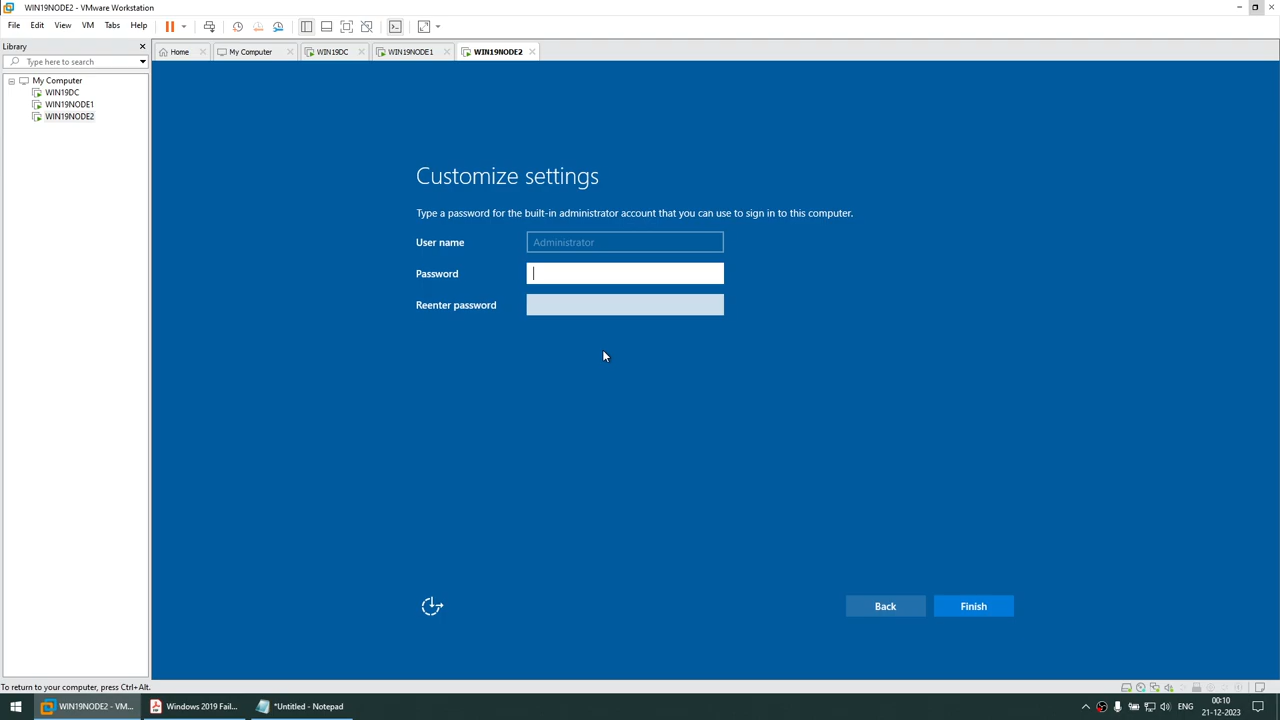 WIN19NODE2 - VMware Workstation
File Edit View VM Tabs Help
Library
Type here to search
My Computer
WIN19DC
WIN19NODE1
WIN19NODE2
Home My Computer WIN19DC WIN19NODE1 WIN19NODE2
Customize settings
Type a password for the built-in administrator account that you can use to sign in to this computer.
User name Administrator
Password
Reenter password
Back Finish
To return to your computer, press Ctrl+Alt.
WIN19NODE2 - VM... Windows 2019 Fail... *Untitled - Notepad ENG 00:10
21-12-2023